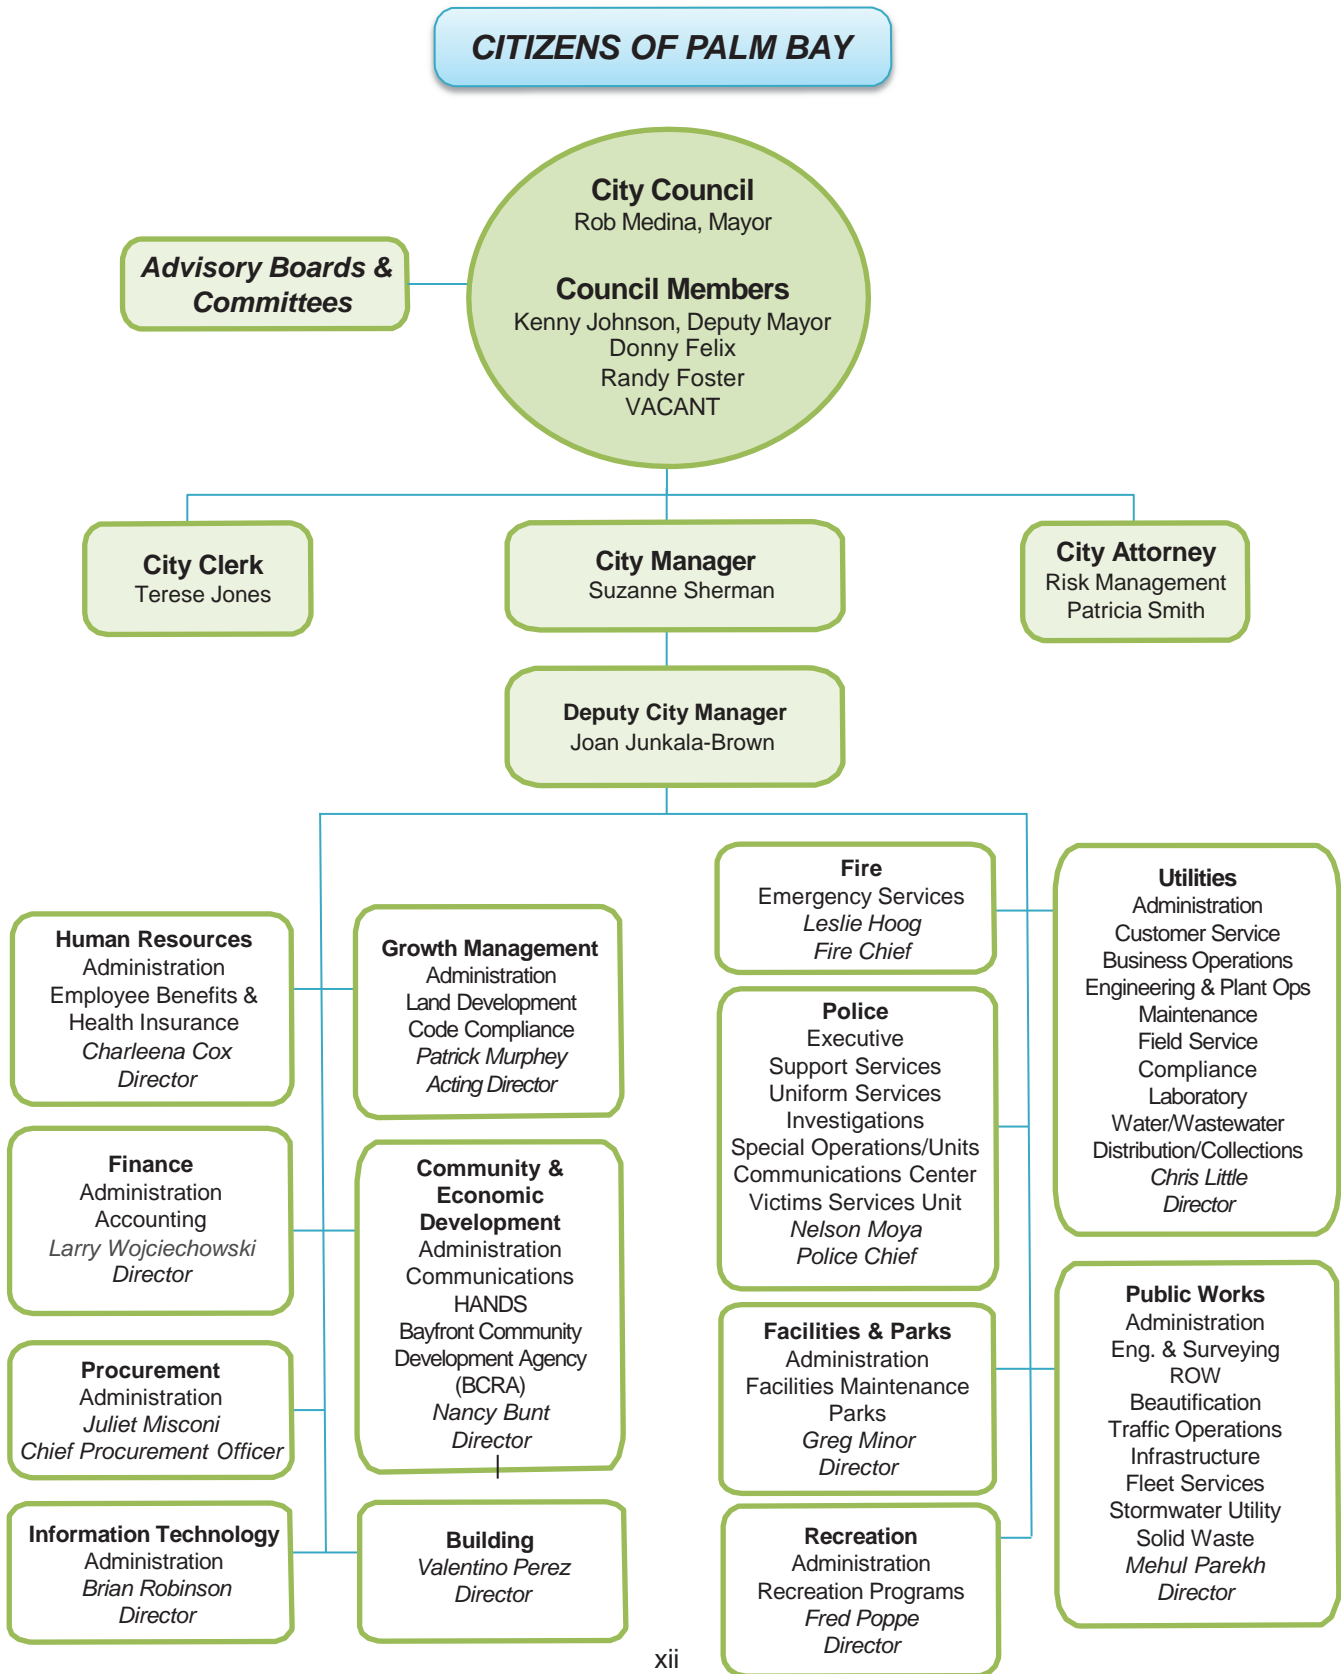 CITIZENS OF PALM BAY
City Council
Rob Medina, Mayor
Council Members
Kenny Johnson, Deputy Mayor
Donny Felix
Randy Foster
VACANT
Advisory Boards &
Committees
City Clerk
Terese Jones
City Manager
Suzanne Sherman
City Attorney
Risk Management
Patricia Smith
Deputy City Manager
Joan Junkala-Brown
Human Resources
Administration
Employee Benefits &
Health Insurance
Charleena Cox
Director
Growth Management
Administration
Land Development
Code Compliance
Patrick Murphey
Acting Director
Finance
Administration
Accounting
Larry Wojciechowski
Director
Community &
Economic
Development
Administration
Communications
HANDS
Bayfront Community
Development Agency
(BCRA)
Nancy Bunt
Director
Procurement
Administration
Juliet Misconi
Chief Procurement Officer
Information Technology
Administration
Brian Robinson
Director
Building
Valentino Perez
Director
Fire
Emergency Services
Leslie Hoog
Fire Chief
Police
Executive
Support Services
Uniform Services
Investigations
Special Operations/Units
Communications Center
Victims Services Unit
Nelson Moya
Police Chief
Facilities & Parks
Administration
Facilities Maintenance
Parks
Greg Minor
Director
Recreation
Administration
Recreation Programs
Fred Poppe
Director
Utilities
Administration
Customer Service
Business Operations
Engineering & Plant Ops
Maintenance
Field Service
Compliance
Laboratory
Water/Wastewater
Distribution/Collections
Chris Little
Director
Public Works
Administration
Eng. & Surveying
ROW
Beautification
Traffic Operations
Infrastructure
Fleet Services
Stormwater Utility
Solid Waste
Mehul Parekh
Director
xii